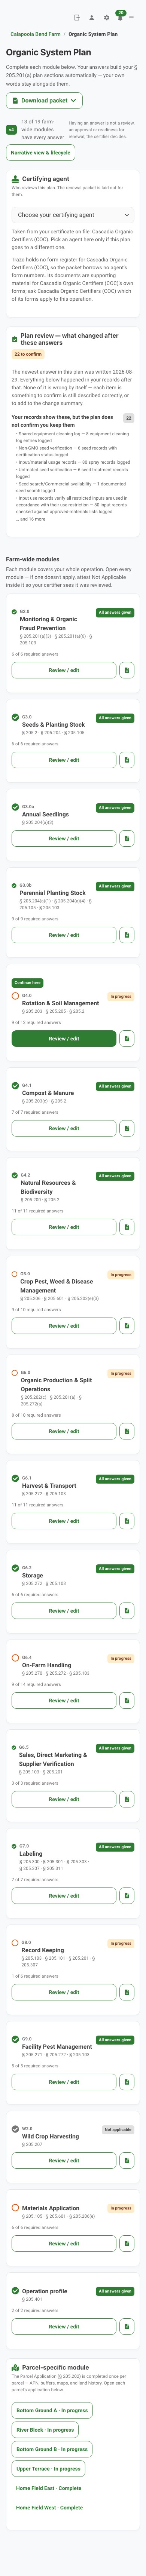 20
Calapooia Bend Farm / Organic System Plan
Organic System Plan
Complete each module below. Your answers build your §
205.201(a) plan sections automatically — your own
words stay alongside them.
Download packet
v4
13 of 19 farm-
wide modules
have every answer
Having an answer is not a review,
an approval or readiness for
renewal; the certifier decides.
Narrative view & lifecycle
Certifying agent
Who reviews this plan. The renewal packet is laid out for
them.
Choose your certifying agent
Taken from your certificate on file: Cascadia Organic
Certifiers (COC). Pick an agent here only if this plan
goes to a different one.
Trazo holds no form register for Cascadia Organic
Certifiers (COC), so the packet borrows no agent's
form numbers. Its documents are supporting
material for Cascadia Organic Certifiers (COC)'s own
forms; ask Cascadia Organic Certifiers (COC) which
of its forms apply to this operation.
Plan review — what changed after
these answers
22 to confirm
The newest answer in this plan was written 2026-08-
29. Everything below happened in your records after
that. None of it is wrong by itself — each item is
something to confirm is still described correctly, or to
add to the change summary.
Your records show these, but the plan does
not confirm you keep them
22
- Shared equipment cleaning log — 9 equipment cleaning
log entries logged
- Non-GMO seed verification — 6 seed records with
verification status logged
- Input/material usage records — 80 spray records logged
- Untreated seed verification — 6 seed treatment records
logged
- Seed search/Commercial availability — 1 documented
seed search logged
- Input use records verify all restricted inputs are used in
accordance with their use restriction — 80 input records
checked against approved-materials lists logged
... and 16 more
Farm-wide modules
Each module covers your whole operation. Open every
module — if one doesn't apply, attest Not Applicable
inside it so your certifier sees it was reviewed.
G2.0
All answers given
Monitoring & Organic
Fraud Prevention
§ 205.201(a)(3) · § 205.201(a)(6) · §
205.103
6 of 6 required answers
Review / edit
G3.0
All answers given
Seeds & Planting Stock
§ 205.2 · § 205.204 · § 205.105
6 of 6 required answers
Review / edit
G3.0a
All answers given
Annual Seedlings
§ 205.204(a)(3)
Review / edit
G3.0b
All answers given
Perennial Planting Stock
§ 205.204(a)(1) · § 205.204(a)(4) · §
205.105 · § 205.103
9 of 9 required answers
Review / edit
Continue here
G4.0
In progress
Rotation & Soil Management
§ 205.203 · § 205.205 · § 205.2
9 of 12 required answers
Review / edit
G4.1
All answers given
Compost & Manure
§ 205.203 · § 205.2
7 of 7 required answers
Review / edit
G4.2
All answers given
Natural Resources &
Biodiversity
§ 205.200 · § 205.2
11 of 11 required answers
Review / edit
G5.0
In progress
Crop Pest, Weed & Disease
Management
§ 205.206 · § 205.601 · § 205.202(e)(3)
9 of 10 required answers
Review / edit
G6.0
In progress
Organic Production & Split
Operations
§ 205.202(c) · § 205.201(a) · §
205.272(a)
8 of 10 required answers
Review / edit
G6.1
All answers given
Harvest & Transport
§ 205.272 · § 205.103
11 of 11 required answers
Review / edit
G6.2
All answers given
Storage
§ 205.272 · § 205.103
6 of 6 required answers
Review / edit
G6.4
In progress
On-Farm Handling
§ 205.270 · § 205.272 · § 205.103
9 of 14 required answers
Review / edit
G6.5
All answers given
Sales, Direct Marketing &
Supplier Verification
§ 205.103 · § 205.201
3 of 3 required answers
Review / edit
G7.0
All answers given
Labeling
§ 205.300 · § 205.301 · § 205.303 ·
§ 205.307 · § 205.311
7 of 7 required answers
Review / edit
G8.0
In progress
Record Keeping
§ 205.103 · § 205.101 · § 205.201 · §
205.307
1 of 6 required answers
Review / edit
G9.0
All answers given
Facility Pest Management
§ 205.271 · § 205.272 · § 205.103
5 of 5 required answers
Review / edit
W2.0
Not applicable
Wild Crop Harvesting
§ 205.207
Review / edit
Materials Application
In progress
§ 205.105 · § 205.601 · § 205.206(e)
6 of 6 required answers
Review / edit
Operation profile
All answers given
§ 205.401
2 of 2 required answers
Review / edit
Parcel-specific module
The Parcel Application (§ 205.202) is completed once per
parcel — APN, buffers, maps, and land history. Open each
parcel's application below.
Bottom Ground A · In progress
River Block · In progress
Bottom Ground B · In progress
Upper Terrace · In progress
Home Field East · Complete
Home Field West · Complete